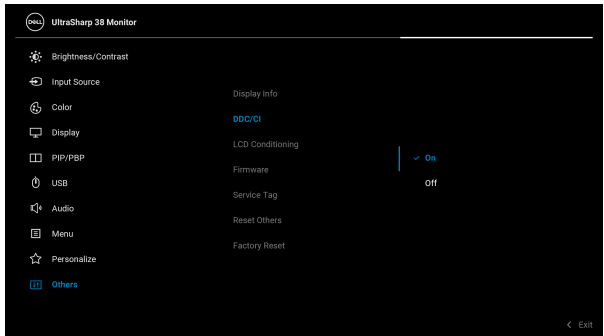 DELL
UltraSharp 38 Monitor
Brightness/Contrast
Input Source
Color
Display
PIP/PBP
USB
Audio
Menu
Personalize
Others
Display Info
DDC/CI
LCD Conditioning
Firmware
Service Tag
Reset Others
Factory Reset
On
Off
Exit